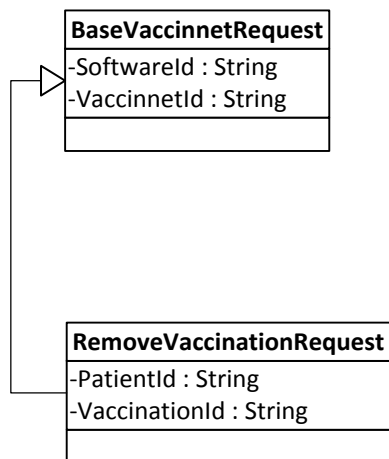 BaseVaccinnetRequest
-SoftwareId : String
-VaccinnetId : String
RemoveVaccinationRequest
-PatientId : String
-VaccinationId : String